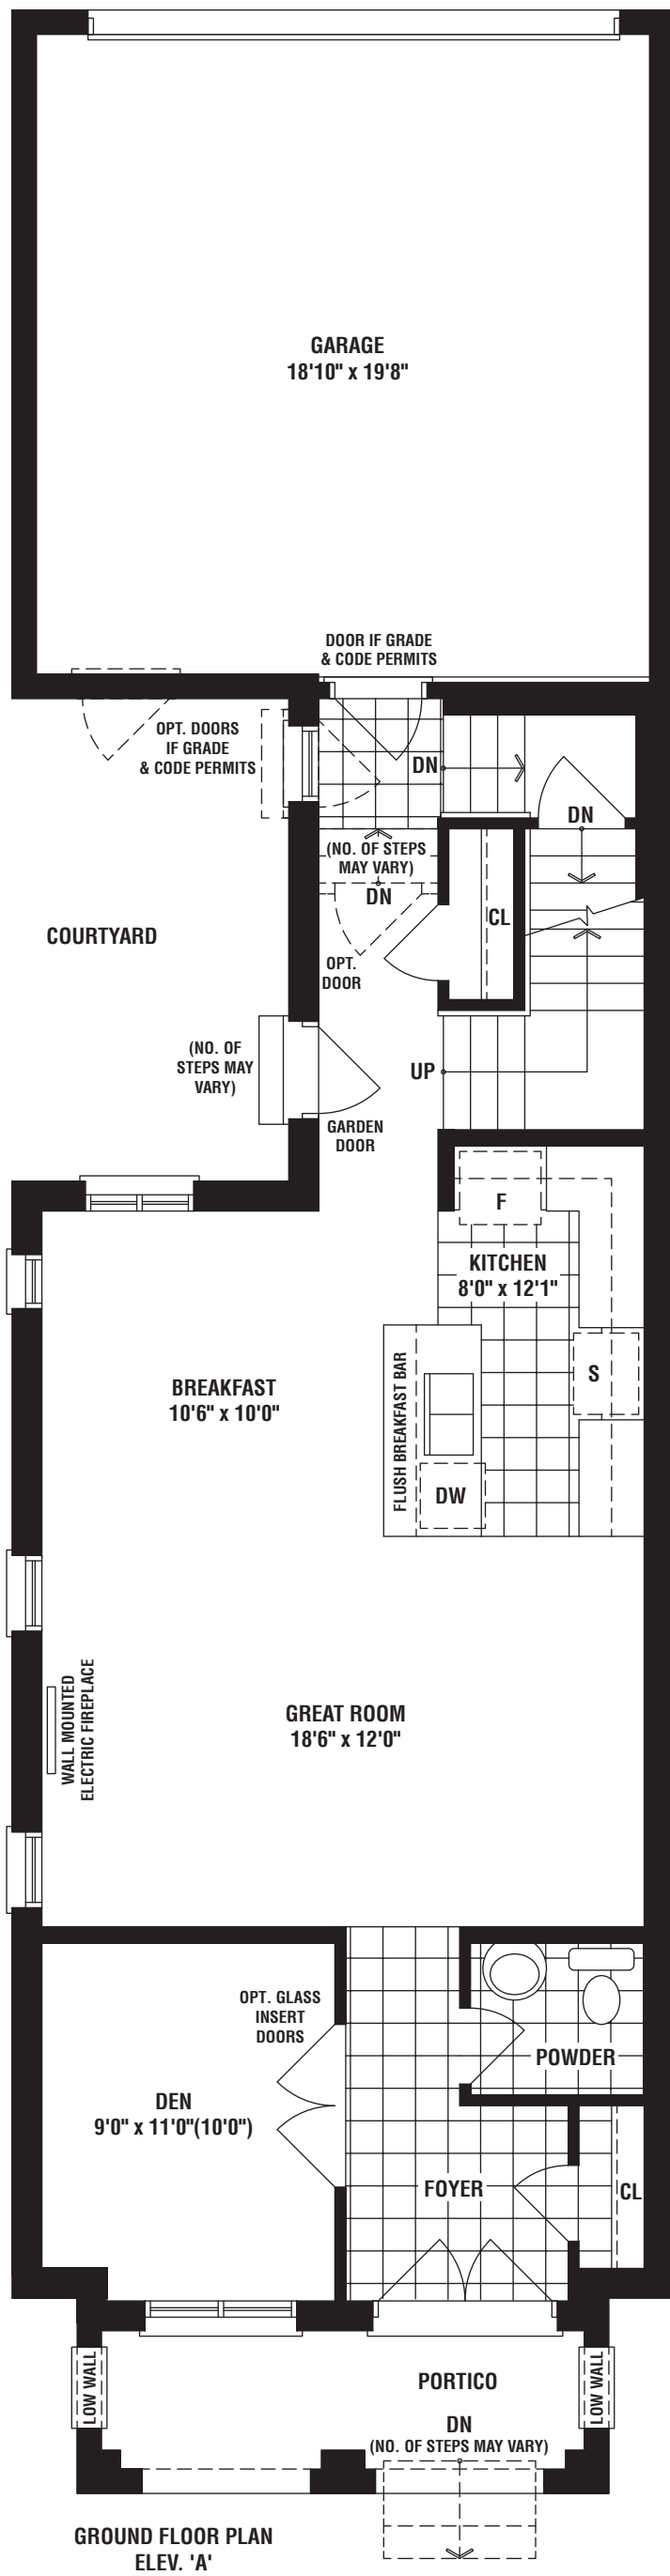 GARAGE
18'10" x 19'8"
DOOR IF GRADE
& CODE PERMITS
OPT. DOORS
IF GRADE
& CODE PERMITS
DN
DN
(NO. OF STEPS
MAY VARY)
DN
CL
COURTYARD
OPT.
DOOR
(NO. OF
STEPS MAY
VARY)
UP
GARDEN
DOOR
F
KITCHEN
8'0" x 12'1"
S
BREAKFAST
10'6" x 10'0"
FLUSH BREAKFAST BAR
DW
WALL MOUNTED
ELECTRIC FIREPLACE
GREAT ROOM
18'6" x 12'0"
OPT. GLASS
INSERT
DOORS
POWDER
DEN
9'0" x 11'0"(10'0")
FOYER
CL
LOW WALL
PORTICO
LOW WALL
DN
(NO. OF STEPS MAY VARY)
GROUND FLOOR PLAN
ELEV. 'A'